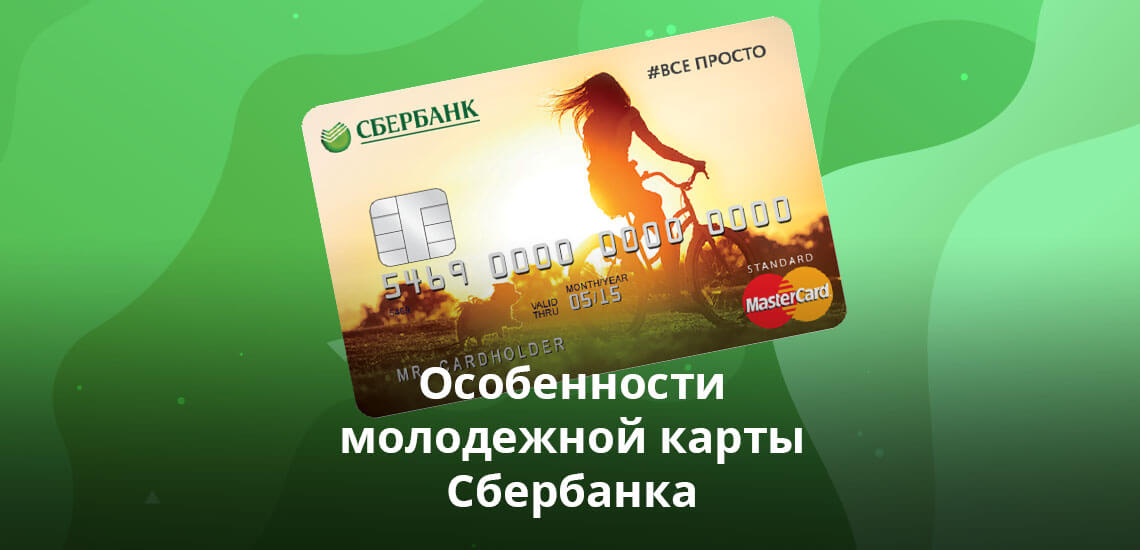 #ВСЕ ПРОСТО
СБЕРБАНК
5469 0000 0000 0000
5469
VALID THRU
MONTH/YEAR
05/15
STANDARD
MasterCard
MR. CARDHOLDER
Особенности
молодежной карты
Сбербанка